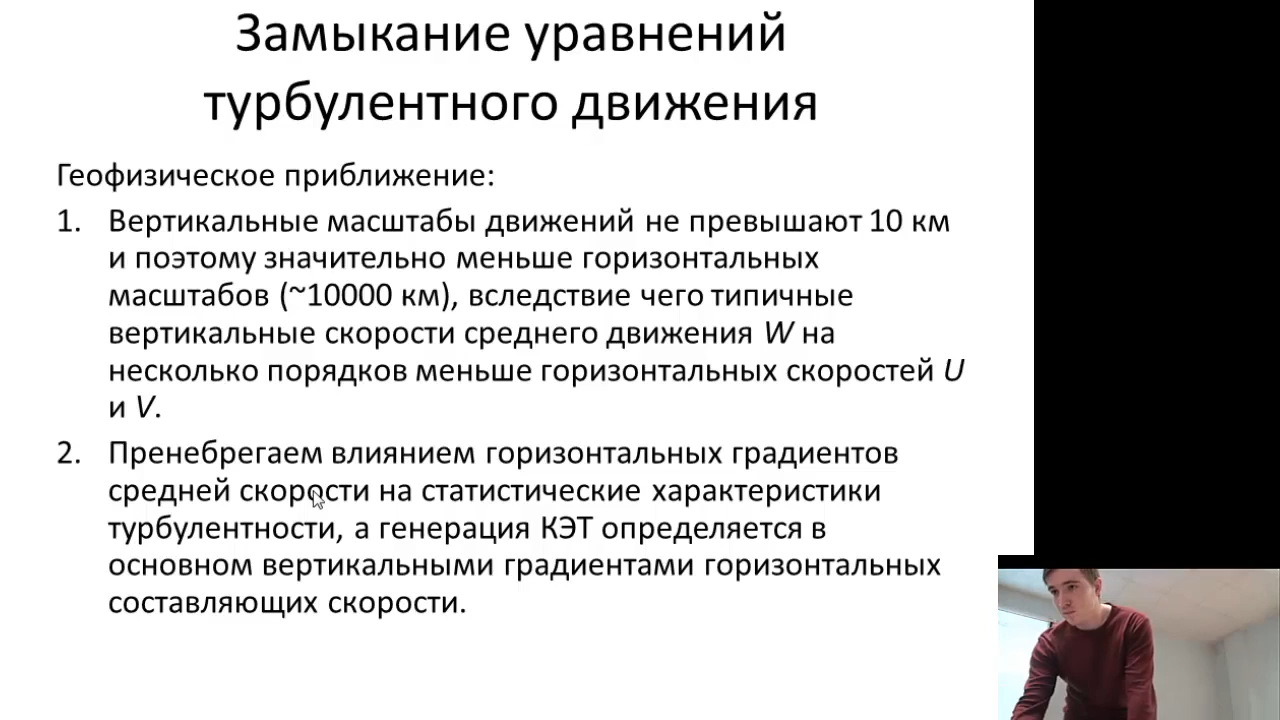 Замыкание уравнений
турбулентного движения
Геофизическое приближение:
1. Вертикальные масштабы движений не превышают 10 км
и поэтому значительно меньше горизонтальных
масштабов (~10000 км), вследствие чего типичные
вертикальные скорости среднего движения W на
несколько порядков меньше горизонтальных скоростей U
и V.
2. Пренебрегаем влиянием горизонтальных градиентов
средней скорости на статистические характеристики
турбулентности, а генерация КЭТ определяется в
основном вертикальными градиентами горизонтальных
составляющих скорости.